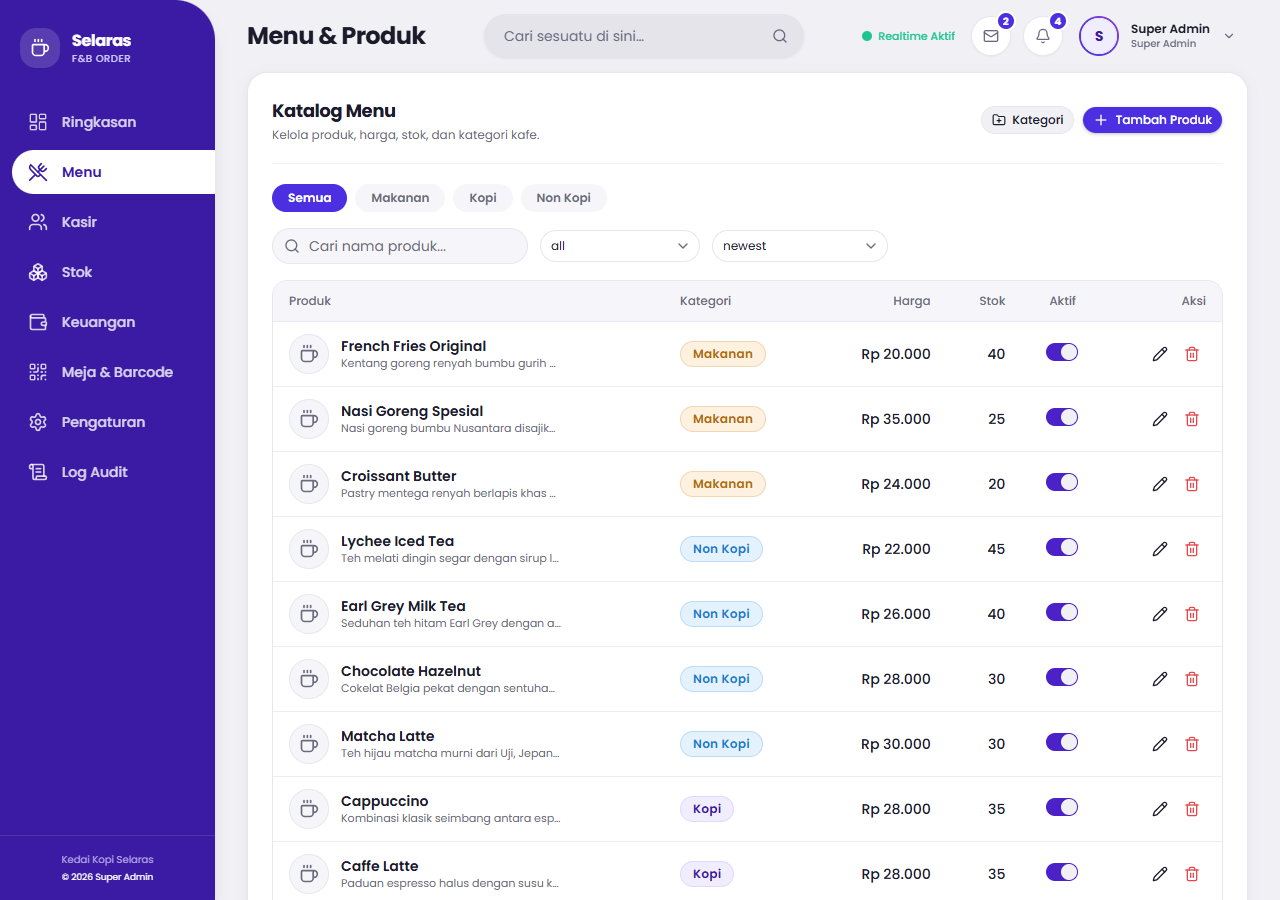 Selaras
F&B ORDER
Ringkasan
Menu
Kasir
Stok
Keuangan
Meja & Barcode
Pengaturan
Log Audit
Kedai Kopi Selaras
© 2026 Super Admin
Menu & Produk
Cari sesuatu di sini...
Realtime Aktif
2
4
S
Super Admin
Super Admin
Katalog Menu
Kelola produk, harga, stok, dan kategori kafe.
Kategori
Tambah Produk
Semua Makanan Kopi Non Kopi
Cari nama produk... all newest
Produk Kategori Harga Stok Aktif Aksi
French Fries Original
Kentang goreng renyah bumbu gurih ...
Makanan Rp 20.000 40
Nasi Goreng Spesial
Nasi goreng bumbu Nusantara disajik...
Makanan Rp 35.000 25
Croissant Butter
Pastry mentega renyah berlapis khas ...
Makanan Rp 24.000 20
Lychee Iced Tea
Teh melati dingin segar dengan sirup l...
Non Kopi Rp 22.000 45
Earl Grey Milk Tea
Seduhan teh hitam Earl Grey dengan a...
Non Kopi Rp 26.000 40
Chocolate Hazelnut
Cokelat Belgia pekat dengan sentuha...
Non Kopi Rp 28.000 30
Matcha Latte
Teh hijau matcha murni dari Uji, Jepan...
Non Kopi Rp 30.000 30
Cappuccino
Kombinasi klasik seimbang antara esp...
Kopi Rp 28.000 35
Caffe Latte
Paduan espresso halus dengan susu k...
Kopi Rp 28.000 35